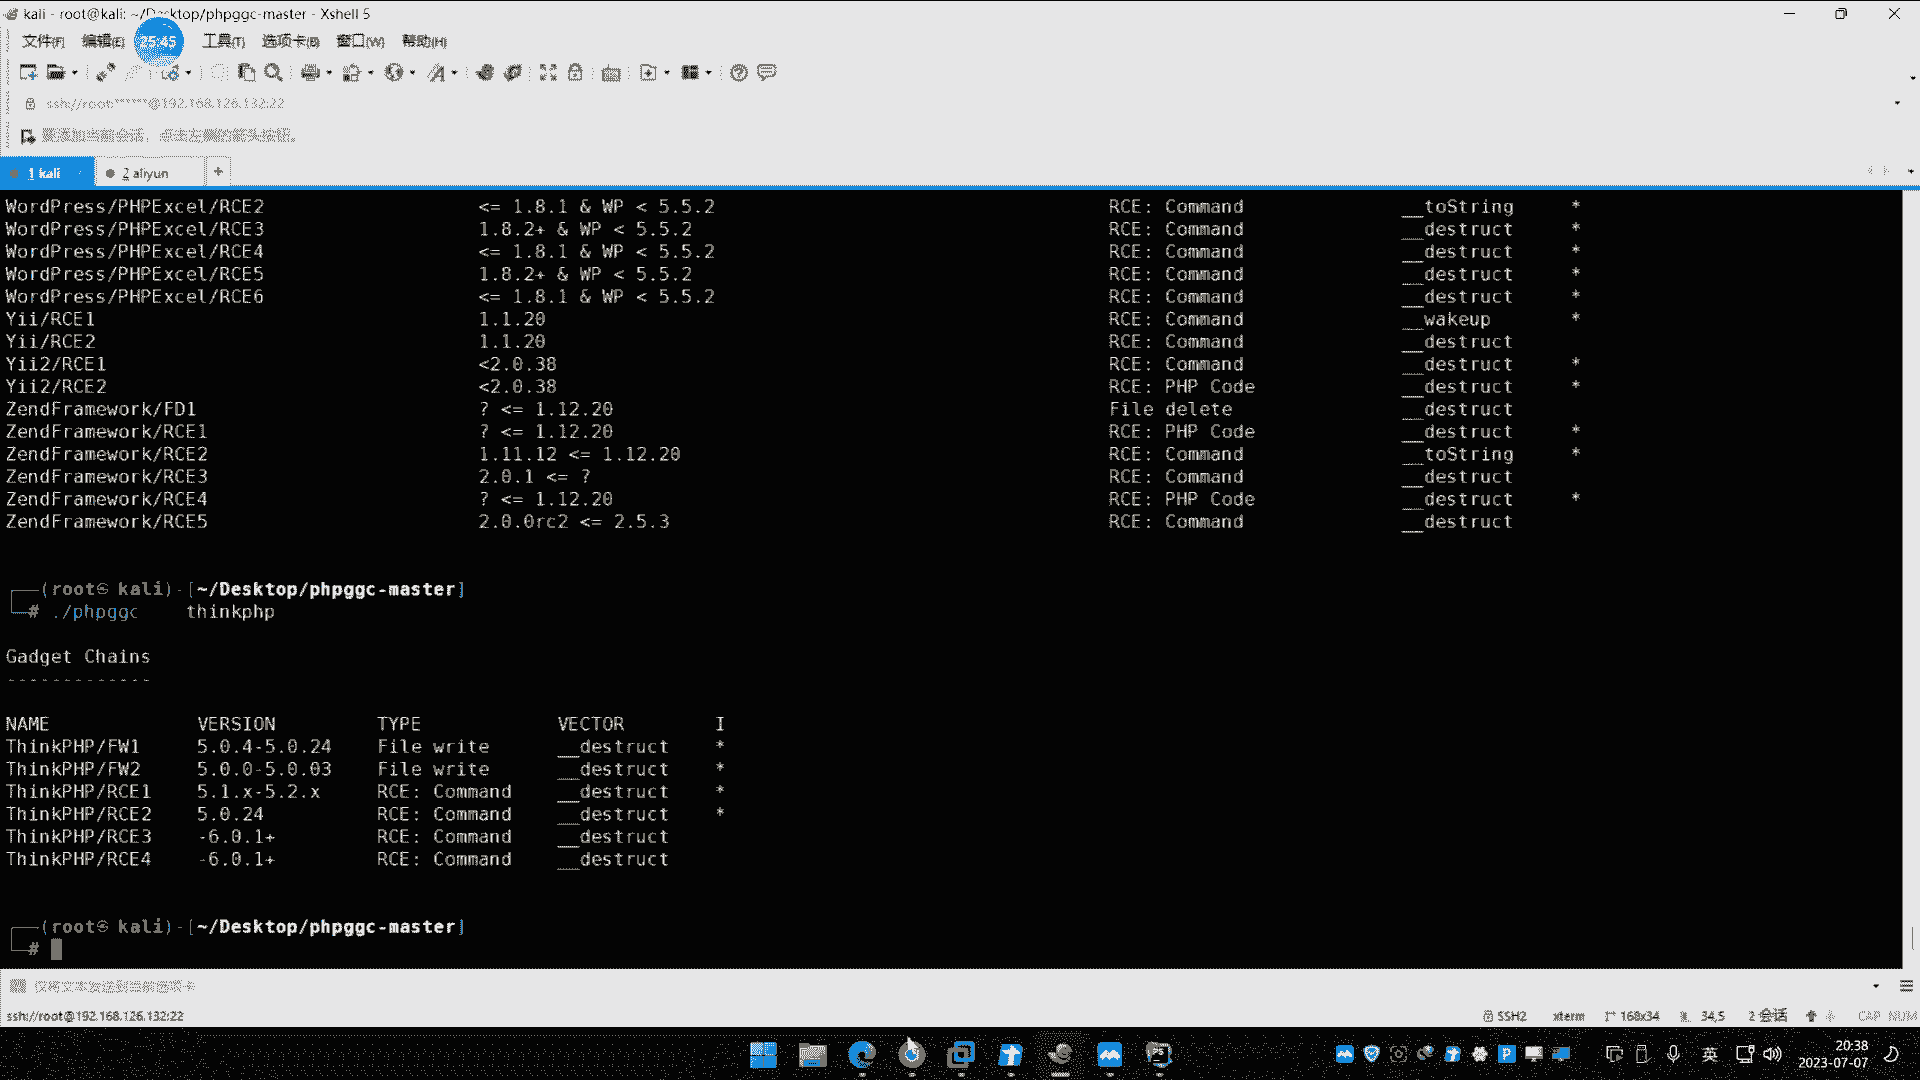 kali - root@kali: ~/Desktop/phpggc-master - Xshell 5
文件(F) 编辑(E) 25:45 工具(T) 选项卡(B) 窗口(W) 帮助(H)
ssh://root:******@192.168.126.132:22
要添加当前会话，点击左侧的箭头按钮。
1 kali 2 aliyun +
WordPress/PHPExcel/RCE2 <= 1.8.1 & WP < 5.5.2 RCE: Command __toString *
WordPress/PHPExcel/RCE3 1.8.2+ & WP < 5.5.2 RCE: Command __destruct *
WordPress/PHPExcel/RCE4 <= 1.8.1 & WP < 5.5.2 RCE: Command __destruct *
WordPress/PHPExcel/RCE5 1.8.2+ & WP < 5.5.2 RCE: Command __destruct *
WordPress/PHPExcel/RCE6 <= 1.8.1 & WP < 5.5.2 RCE: Command __destruct *
Yii/RCE1 1.1.20 RCE: Command __wakeup *
Yii/RCE2 1.1.20 RCE: Command __destruct
Yii2/RCE1 <2.0.38 RCE: Command __destruct *
Yii2/RCE2 <2.0.38 RCE: PHP Code __destruct *
ZendFramework/FD1 ? <= 1.12.20 File delete __destruct
ZendFramework/RCE1 ? <= 1.12.20 RCE: PHP Code __destruct *
ZendFramework/RCE2 1.11.12 <= 1.12.20 RCE: Command __toString *
ZendFramework/RCE3 2.0.1 <= ? RCE: Command __destruct
ZendFramework/RCE4 ? <= 1.12.20 RCE: PHP Code __destruct *
ZendFramework/RCE5 2.0.0rc2 <= 2.5.3 RCE: Command __destruct
┌──(root㉿kali)-[~/Desktop/phpggc-master]
└─# ./phpggc thinkphp
Gadget Chains
-------------
NAME VERSION TYPE VECTOR I
ThinkPHP/FW1 5.0.4-5.0.24 File write __destruct *
ThinkPHP/FW2 5.0.0-5.0.03 File write __destruct *
ThinkPHP/RCE1 5.1.x-5.2.x RCE: Command __destruct *
ThinkPHP/RCE2 5.0.24 RCE: Command __destruct *
ThinkPHP/RCE3 -6.0.1+ RCE: Command __destruct
ThinkPHP/RCE4 -6.0.1+ RCE: Command __destruct
┌──(root㉿kali)-[~/Desktop/phpggc-master]
└─#
仅将文本发送到当前选项卡
ssh://root@192.168.126.132:22 SSH2 xterm 168x34 34,5 2 会话 CAP NUM
英 20:38
2023-07-07